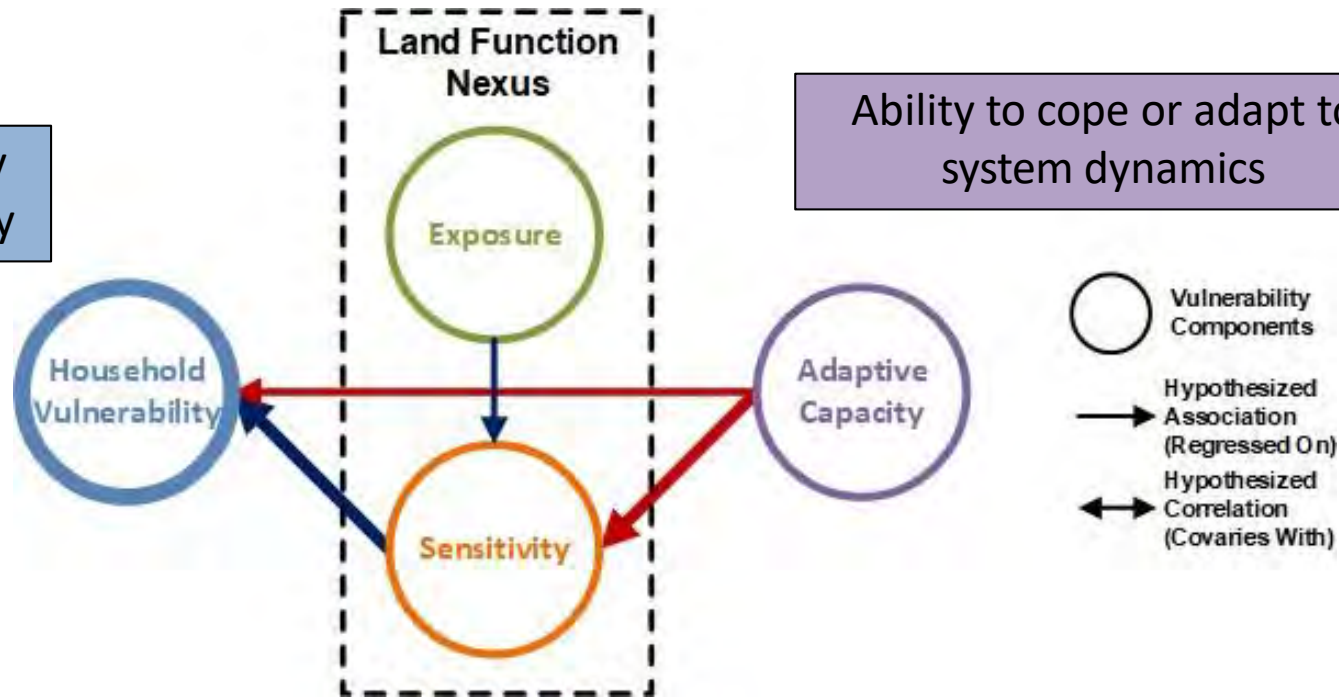 Land Function
Nexus
Ability to cope or adapt to
system dynamics
y
y
Exposure
Household
Vulnerability
Adaptive
Capacity
Sensitivity
Vulnerability
Components
Hypothesized
Association
(Regressed On)
Hypothesized
Correlation
(Covaries With)